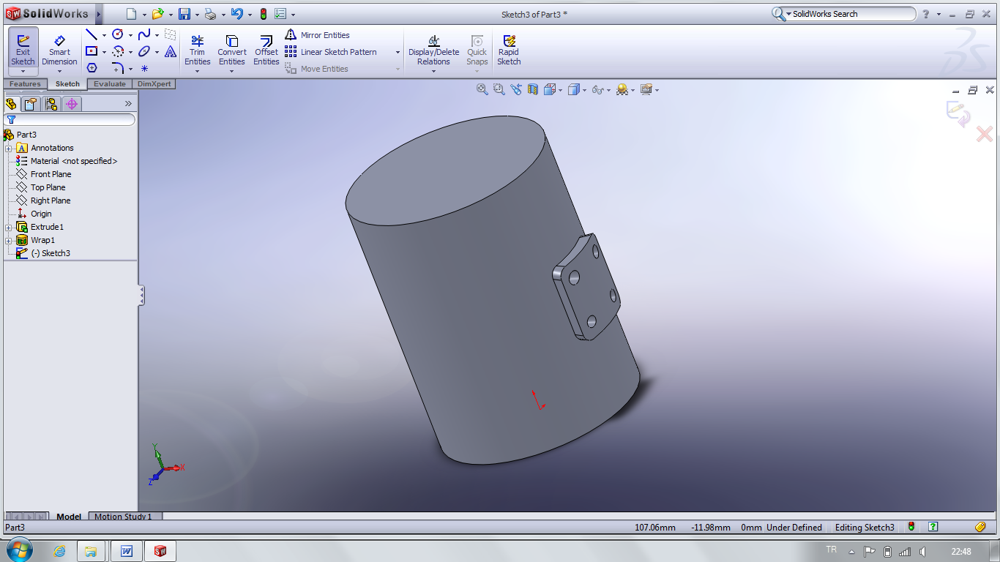 SolidWorks
Sketch3 of Part3 *
SolidWorks Search
?
Exit Sketch
Smart Dimension
Trim Entities
Convert Entities
Offset Entities
Mirror Entities
Linear Sketch Pattern
Move Entities
Display/Delete Relations
Quick Snaps
Rapid Sketch
Features
Sketch
Evaluate
DimXpert
Part3
Annotations
Material <not specified>
Front Plane
Top Plane
Right Plane
Origin
Extrude1
Wrap1
(-) Sketch3
Y
X
Z
Model
Motion Study 1
Part3
107.06mm
-11.98mm
0mm
Under Defined
Editing Sketch3
TR
22:48